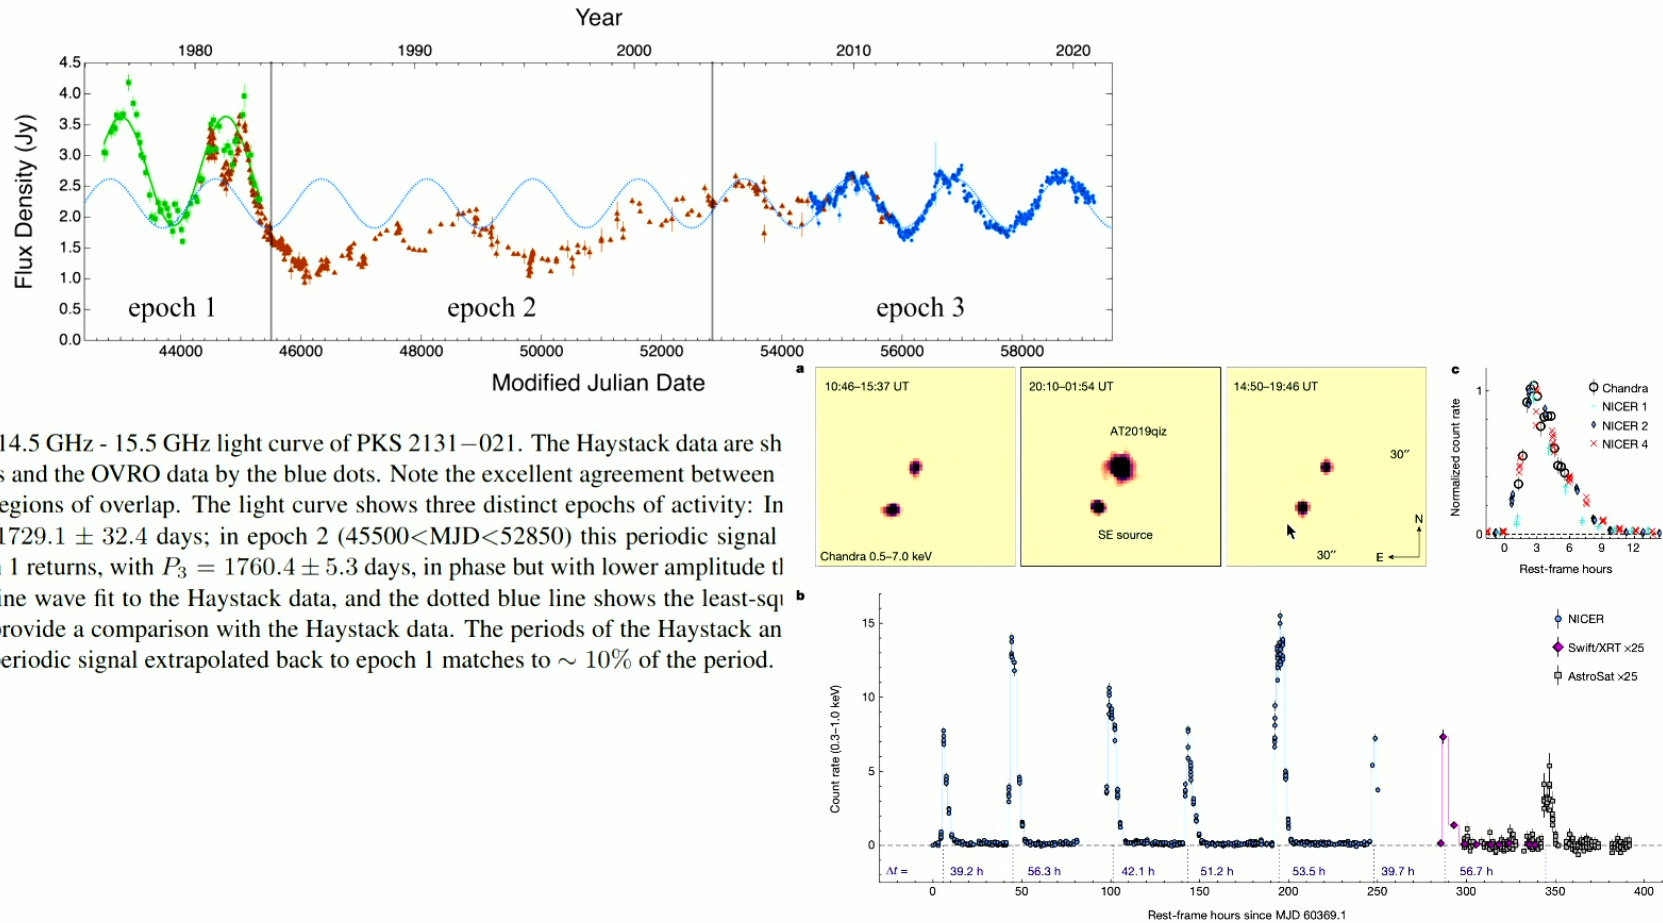 Year
1980 1990 2000 2010 2020
4.5
4.0
3.5
3.0
2.5
2.0
1.5
1.0
0.5
0.0
Flux Density (Jy)
epoch 1 epoch 2 epoch 3
44000 46000 48000 50000 52000 54000 56000 58000
Modified Julian Date
14.5 GHz - 15.5 GHz light curve of PKS 2131−021. The Haystack data are sh
s and the OVRO data by the blue dots. Note the excellent agreement between
egions of overlap. The light curve shows three distinct epochs of activity: In
1729.1 ± 32.4 days; in epoch 2 (45500<MJD<52850) this periodic signal
1 returns, with P₃ = 1760.4 ± 5.3 days, in phase but with lower amplitude t
ine wave fit to the Haystack data, and the dotted blue line shows the least-squ
rovide a comparison with the Haystack data. The periods of the Haystack an
eriodic signal extrapolated back to epoch 1 matches to ∼ 10% of the period.
a
10:46–15:37 UT
Chandra 0.5–7.0 keV
20:10–01:54 UT
AT2019qiz
SE source
14:50–19:46 UT
30″
30″
N
E
c
Normalized count rate
1
0
Chandra
NICER 1
NICER 2
NICER 4
0 3 6 9 12
Rest-frame hours
b
Count rate (0.3–1.0 keV)
15
10
5
0
NICER
Swift/XRT ×25
AstroSat ×25
Δt = 39.2 h 56.3 h 42.1 h 51.2 h 53.5 h 39.7 h 56.7 h
0 50 100 150 200 250 300 350 400
Rest-frame hours since MJD 60369.1